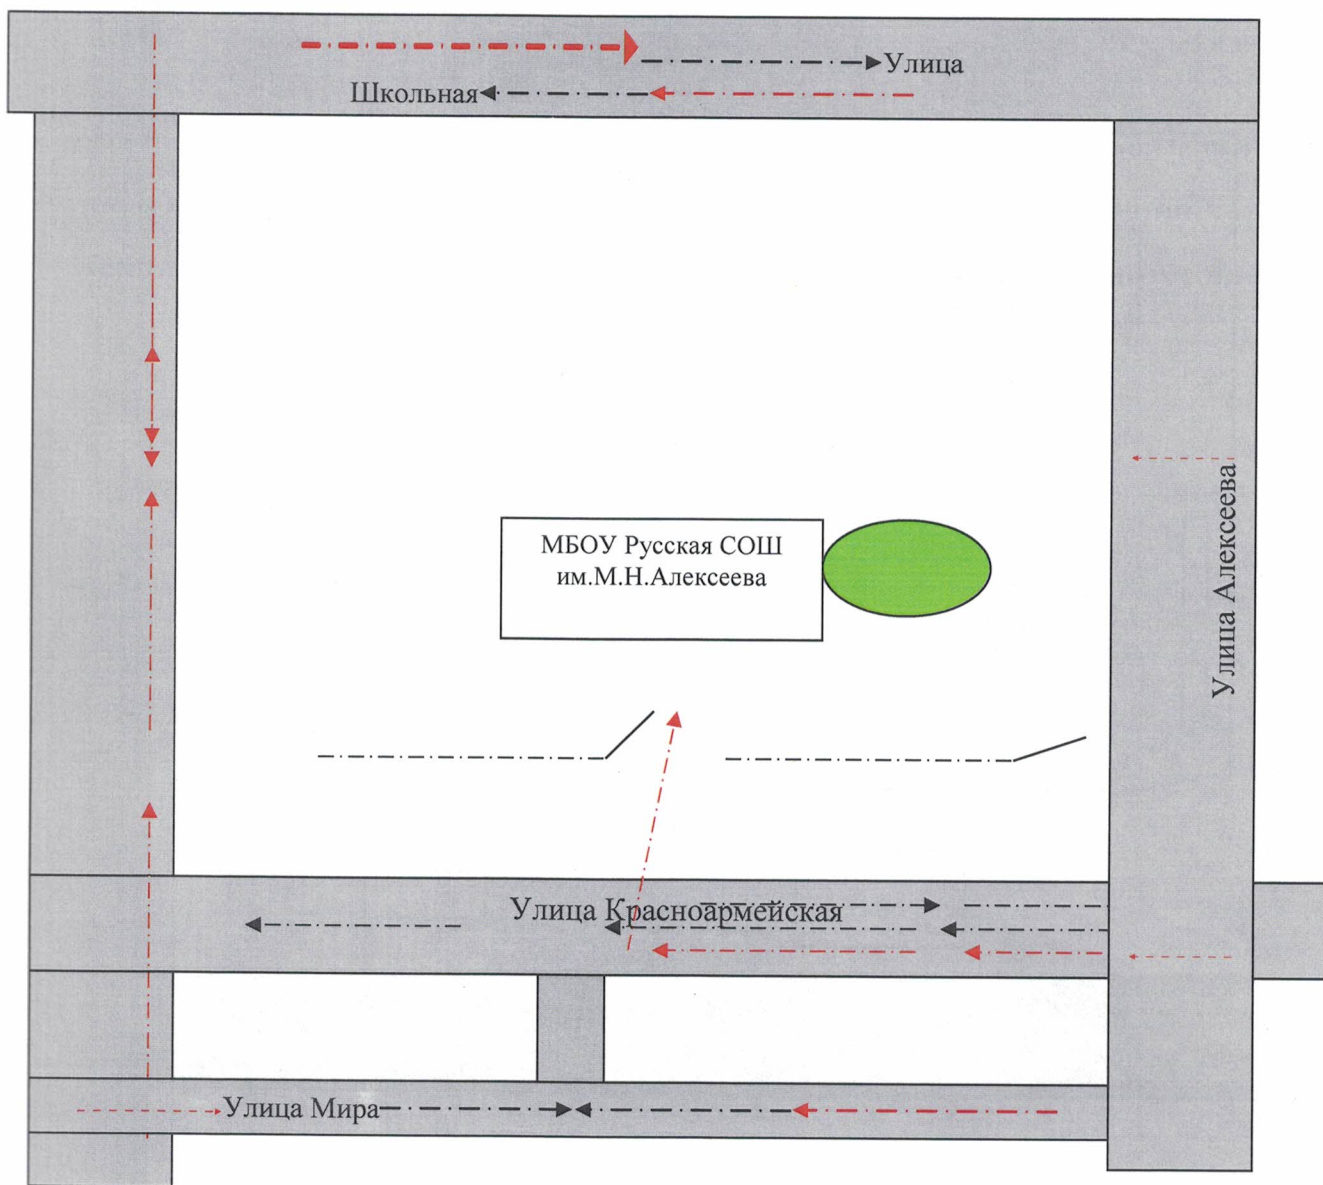 Улица
Школьная
МБОУ Русская СОШ
им.М.Н.Алексеева
Улица Алексеева
Улица Красноармейская
Улица Мира